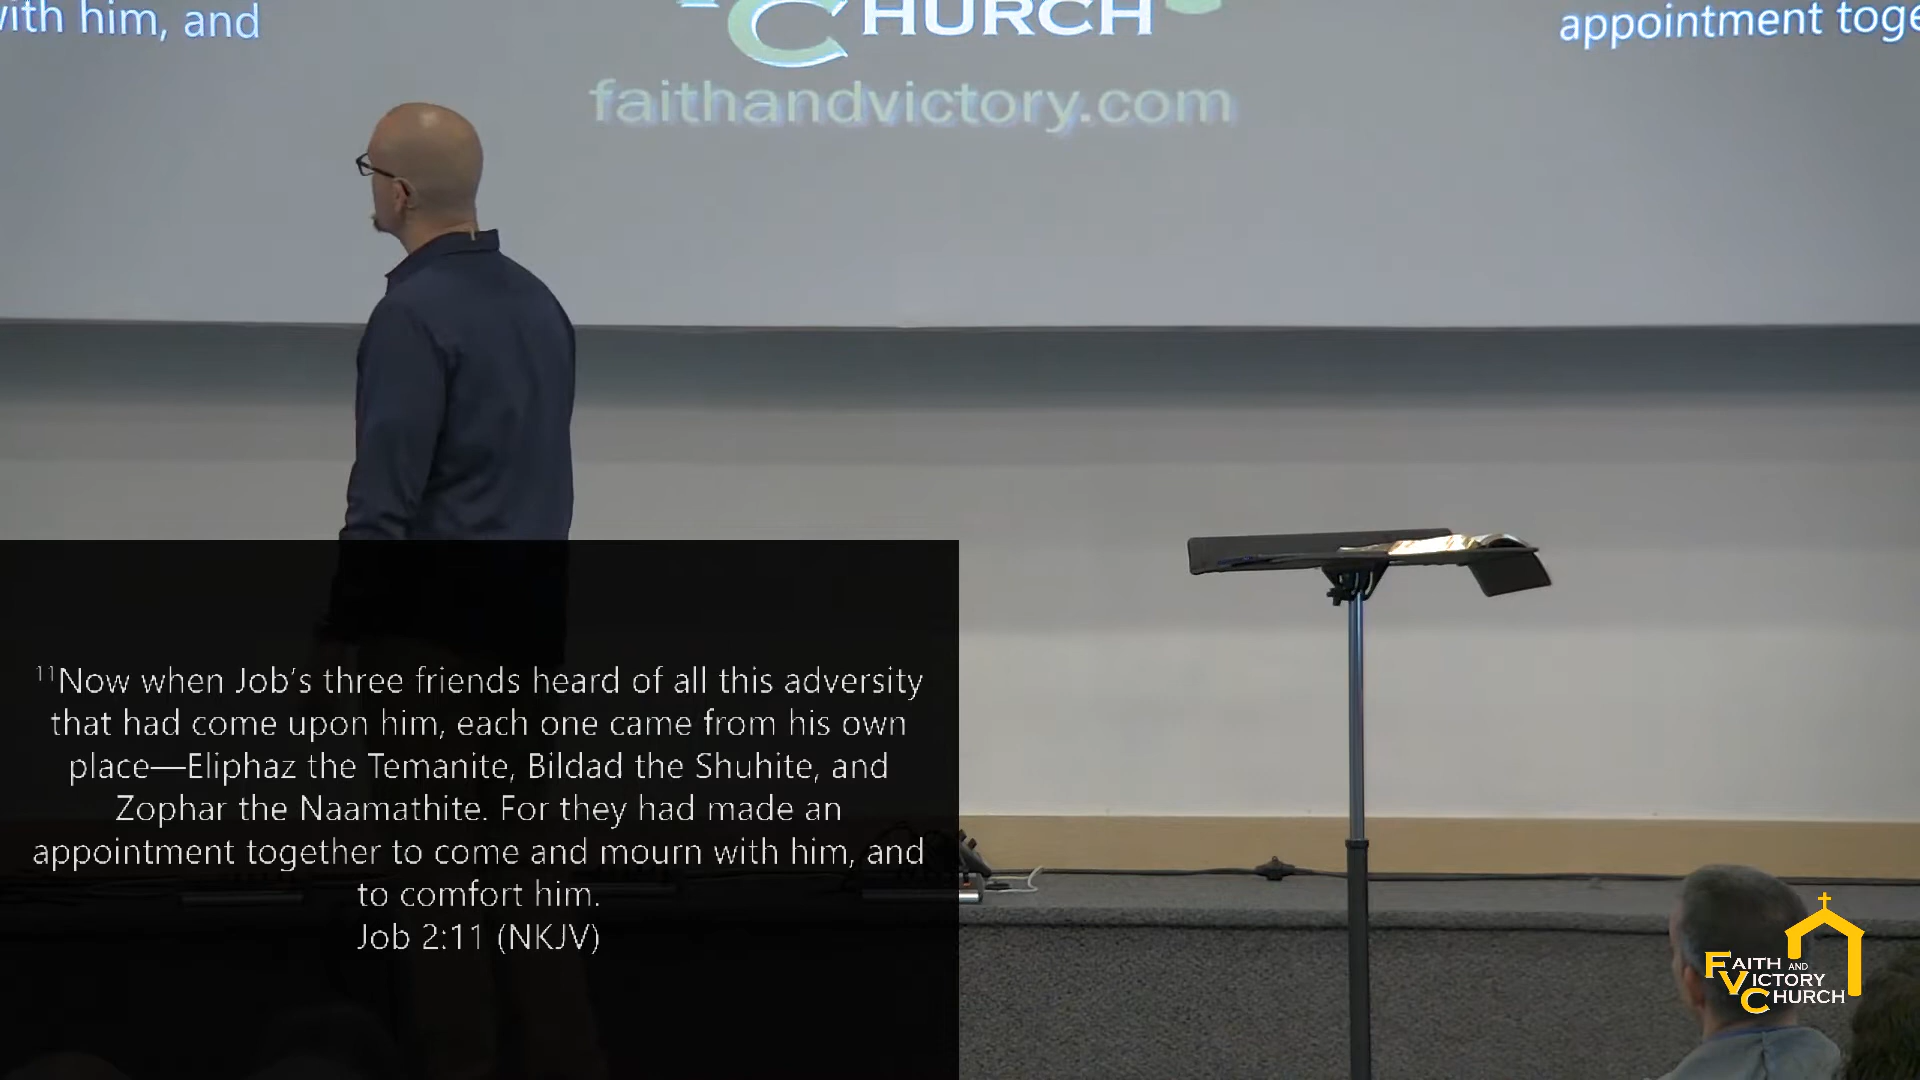 with him, and
CHURCH
appointment toge
faithandvictory.com
¹¹Now when Job's three friends heard of all this adversity
that had come upon him, each one came from his own
place—Eliphaz the Temanite, Bildad the Shuhite, and
Zophar the Naamathite. For they had made an
appointment together to come and mourn with him, and
to comfort him.
Job 2:11 (NKJV)
FAITH AND
VICTORY
CHURCH